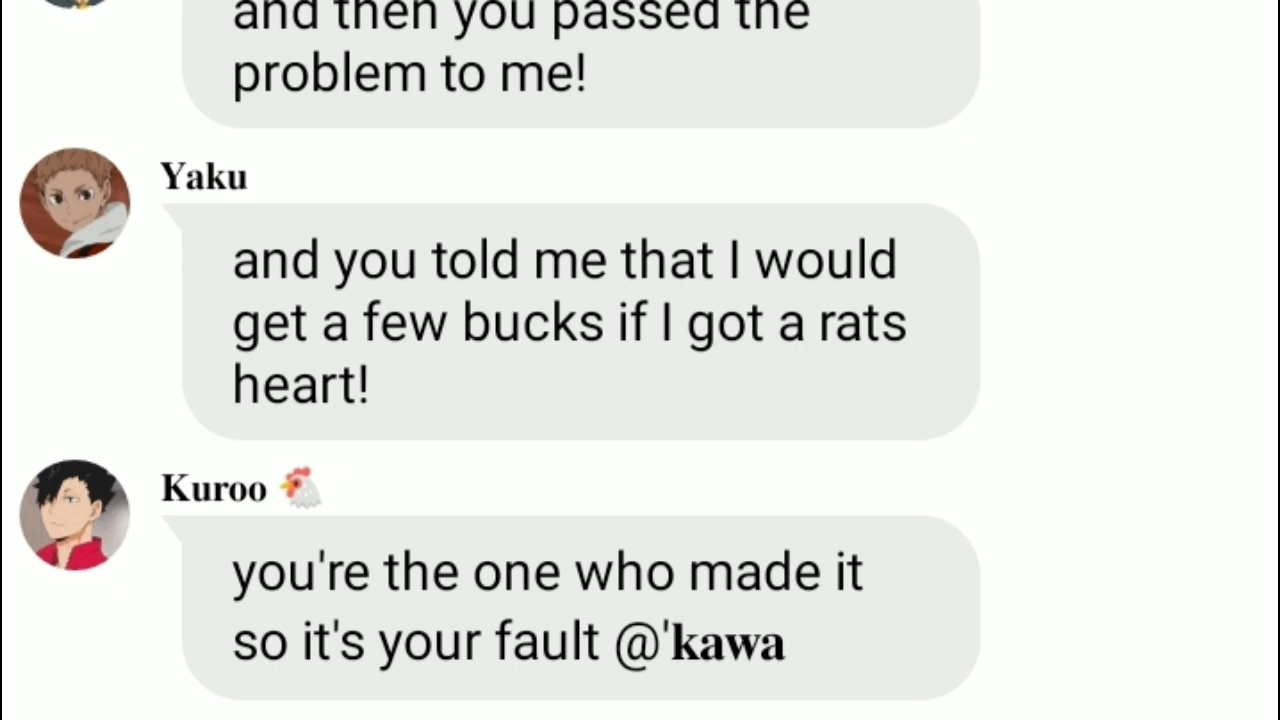 and then you passed the
problem to me!
Yaku
and you told me that I would
get a few bucks if I got a rats
heart!
Kuroo 🐔
you're the one who made it
so it's your fault @'kawa